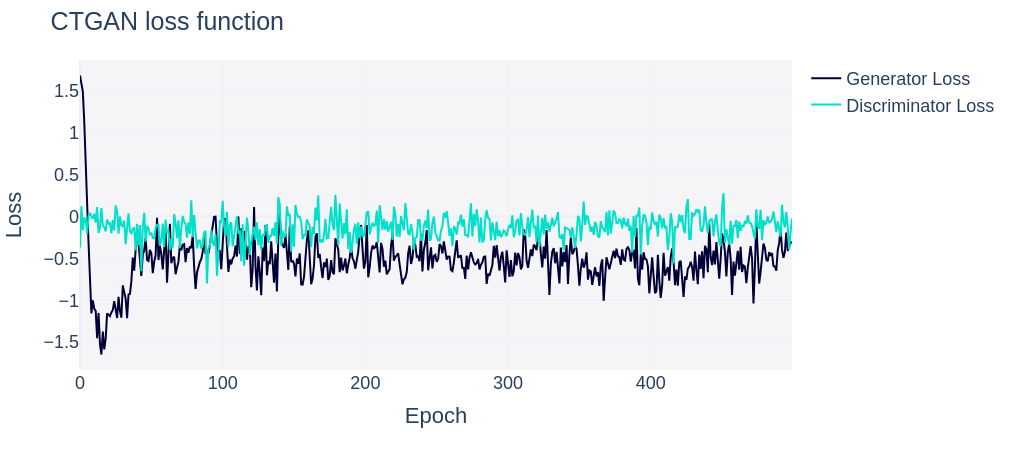 CTGAN loss function
Generator Loss
Discriminator Loss
Loss
1.5
1
0.5
0
−0.5
−1
−1.5
0 100 200 300 400
Epoch